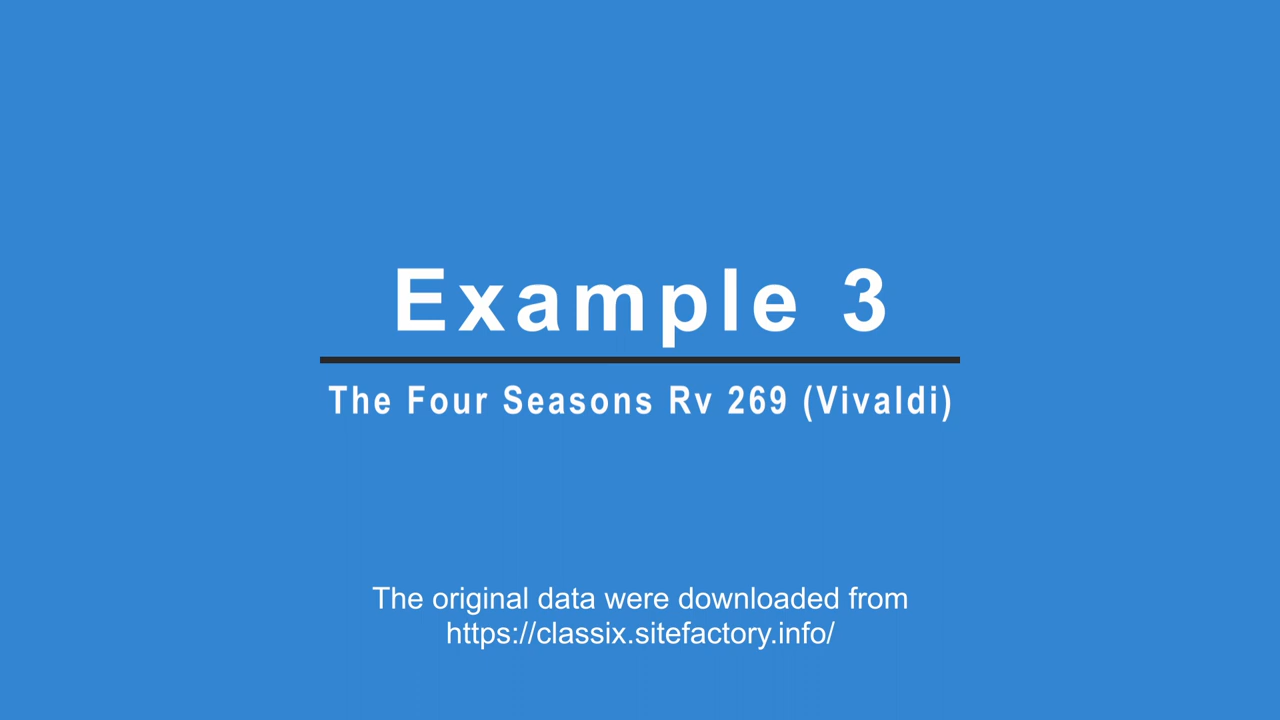 Example 3
The Four Seasons Rv 269 (Vivaldi)
The original data were downloaded from
https://classix.sitefactory.info/